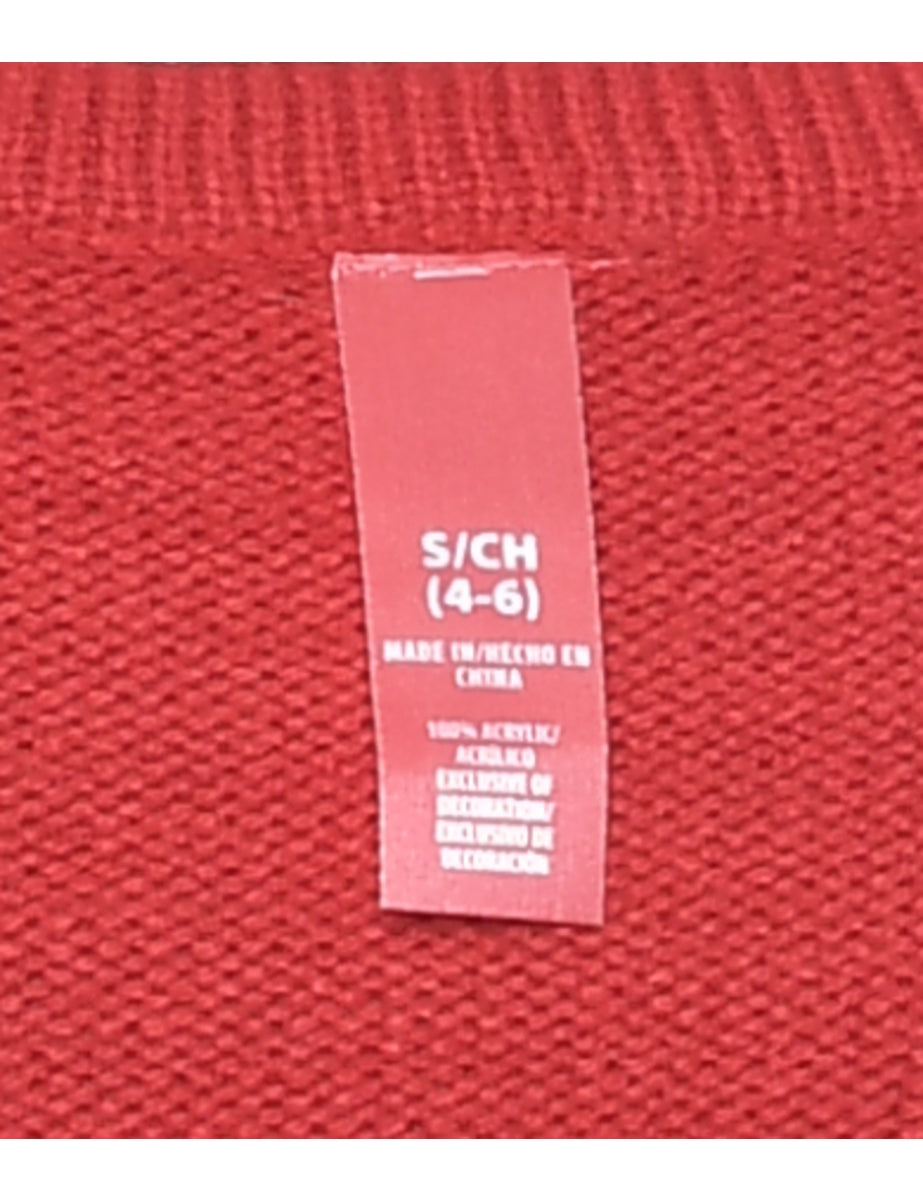 S/CH
(4-6)
MADE IN/HECHO EN
CHINA
100% ACRYLIC/
ACRÍLICO
EXCLUSIVE OF
DECORATION/
EXCLUSIVO DE
DECORACIÓN